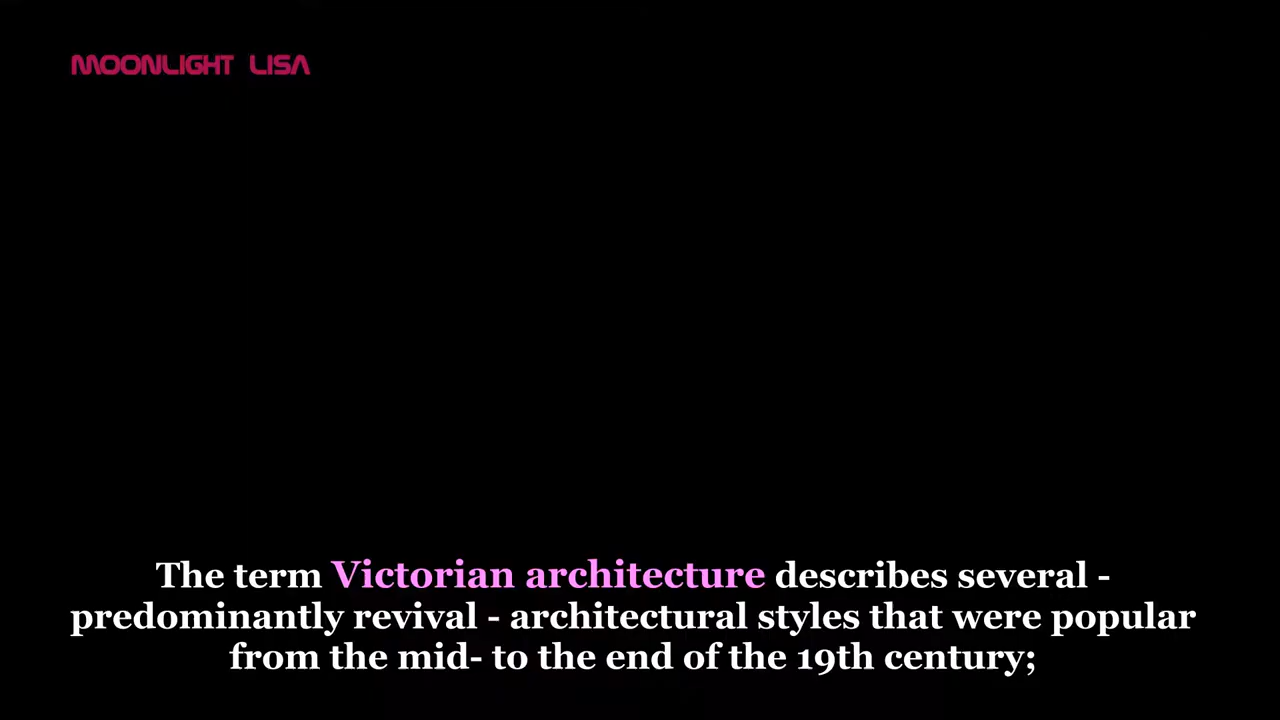 MOONLIGHT LISA
The term Victorian architecture describes several -
predominantly revival - architectural styles that were popular
from the mid- to the end of the 19th century;